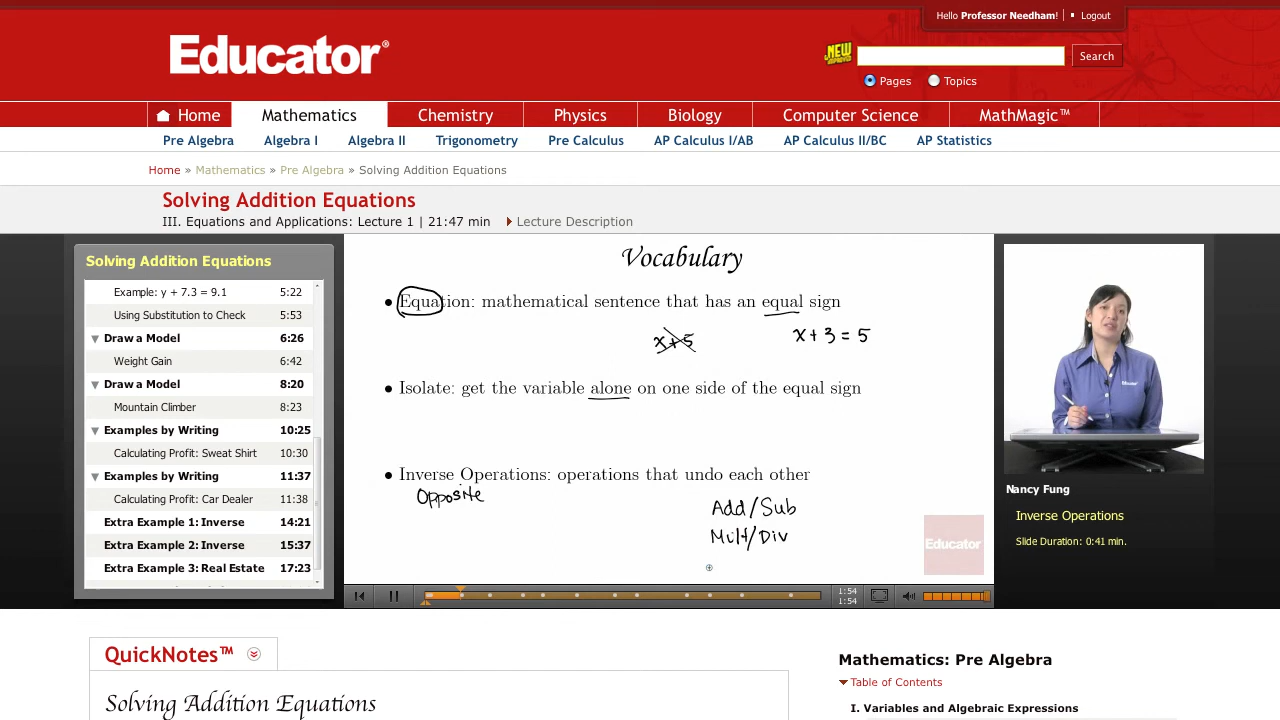 Hello Professor Needham! | ▪ Logout
Educator®
NEW
Search
Pages Topics
Home Mathematics Chemistry Physics Biology Computer Science MathMagic™
Pre Algebra Algebra I Algebra II Trigonometry Pre Calculus AP Calculus I/AB AP Calculus II/BC AP Statistics
Home » Mathematics » Pre Algebra » Solving Addition Equations
Solving Addition Equations
III. Equations and Applications: Lecture 1 | 21:47 min Lecture Description
Solving Addition Equations
Example: y + 7.3 = 9.1 5:22
Using Substitution to Check 5:53
Draw a Model 6:26
Weight Gain 6:42
Draw a Model 8:20
Mountain Climber 8:23
Examples by Writing 10:25
Calculating Profit: Sweat Shirt 10:30
Examples by Writing 11:37
Calculating Profit: Car Dealer 11:38
Extra Example 1: Inverse 14:21
Extra Example 2: Inverse 15:37
Extra Example 3: Real Estate 17:23
Vocabulary
• Equation: mathematical sentence that has an equal sign
x+5 x+3=5
• Isolate: get the variable alone on one side of the equal sign
• Inverse Operations: operations that undo each other
Opposite
Add/Sub
Mult/Div
Educator
1:54
1:54
Educator
Nancy Fung
Inverse Operations
Slide Duration: 0:41 min.
QuickNotes™
Solving Addition Equations
Mathematics: Pre Algebra
Table of Contents
I. Variables and Algebraic Expressions